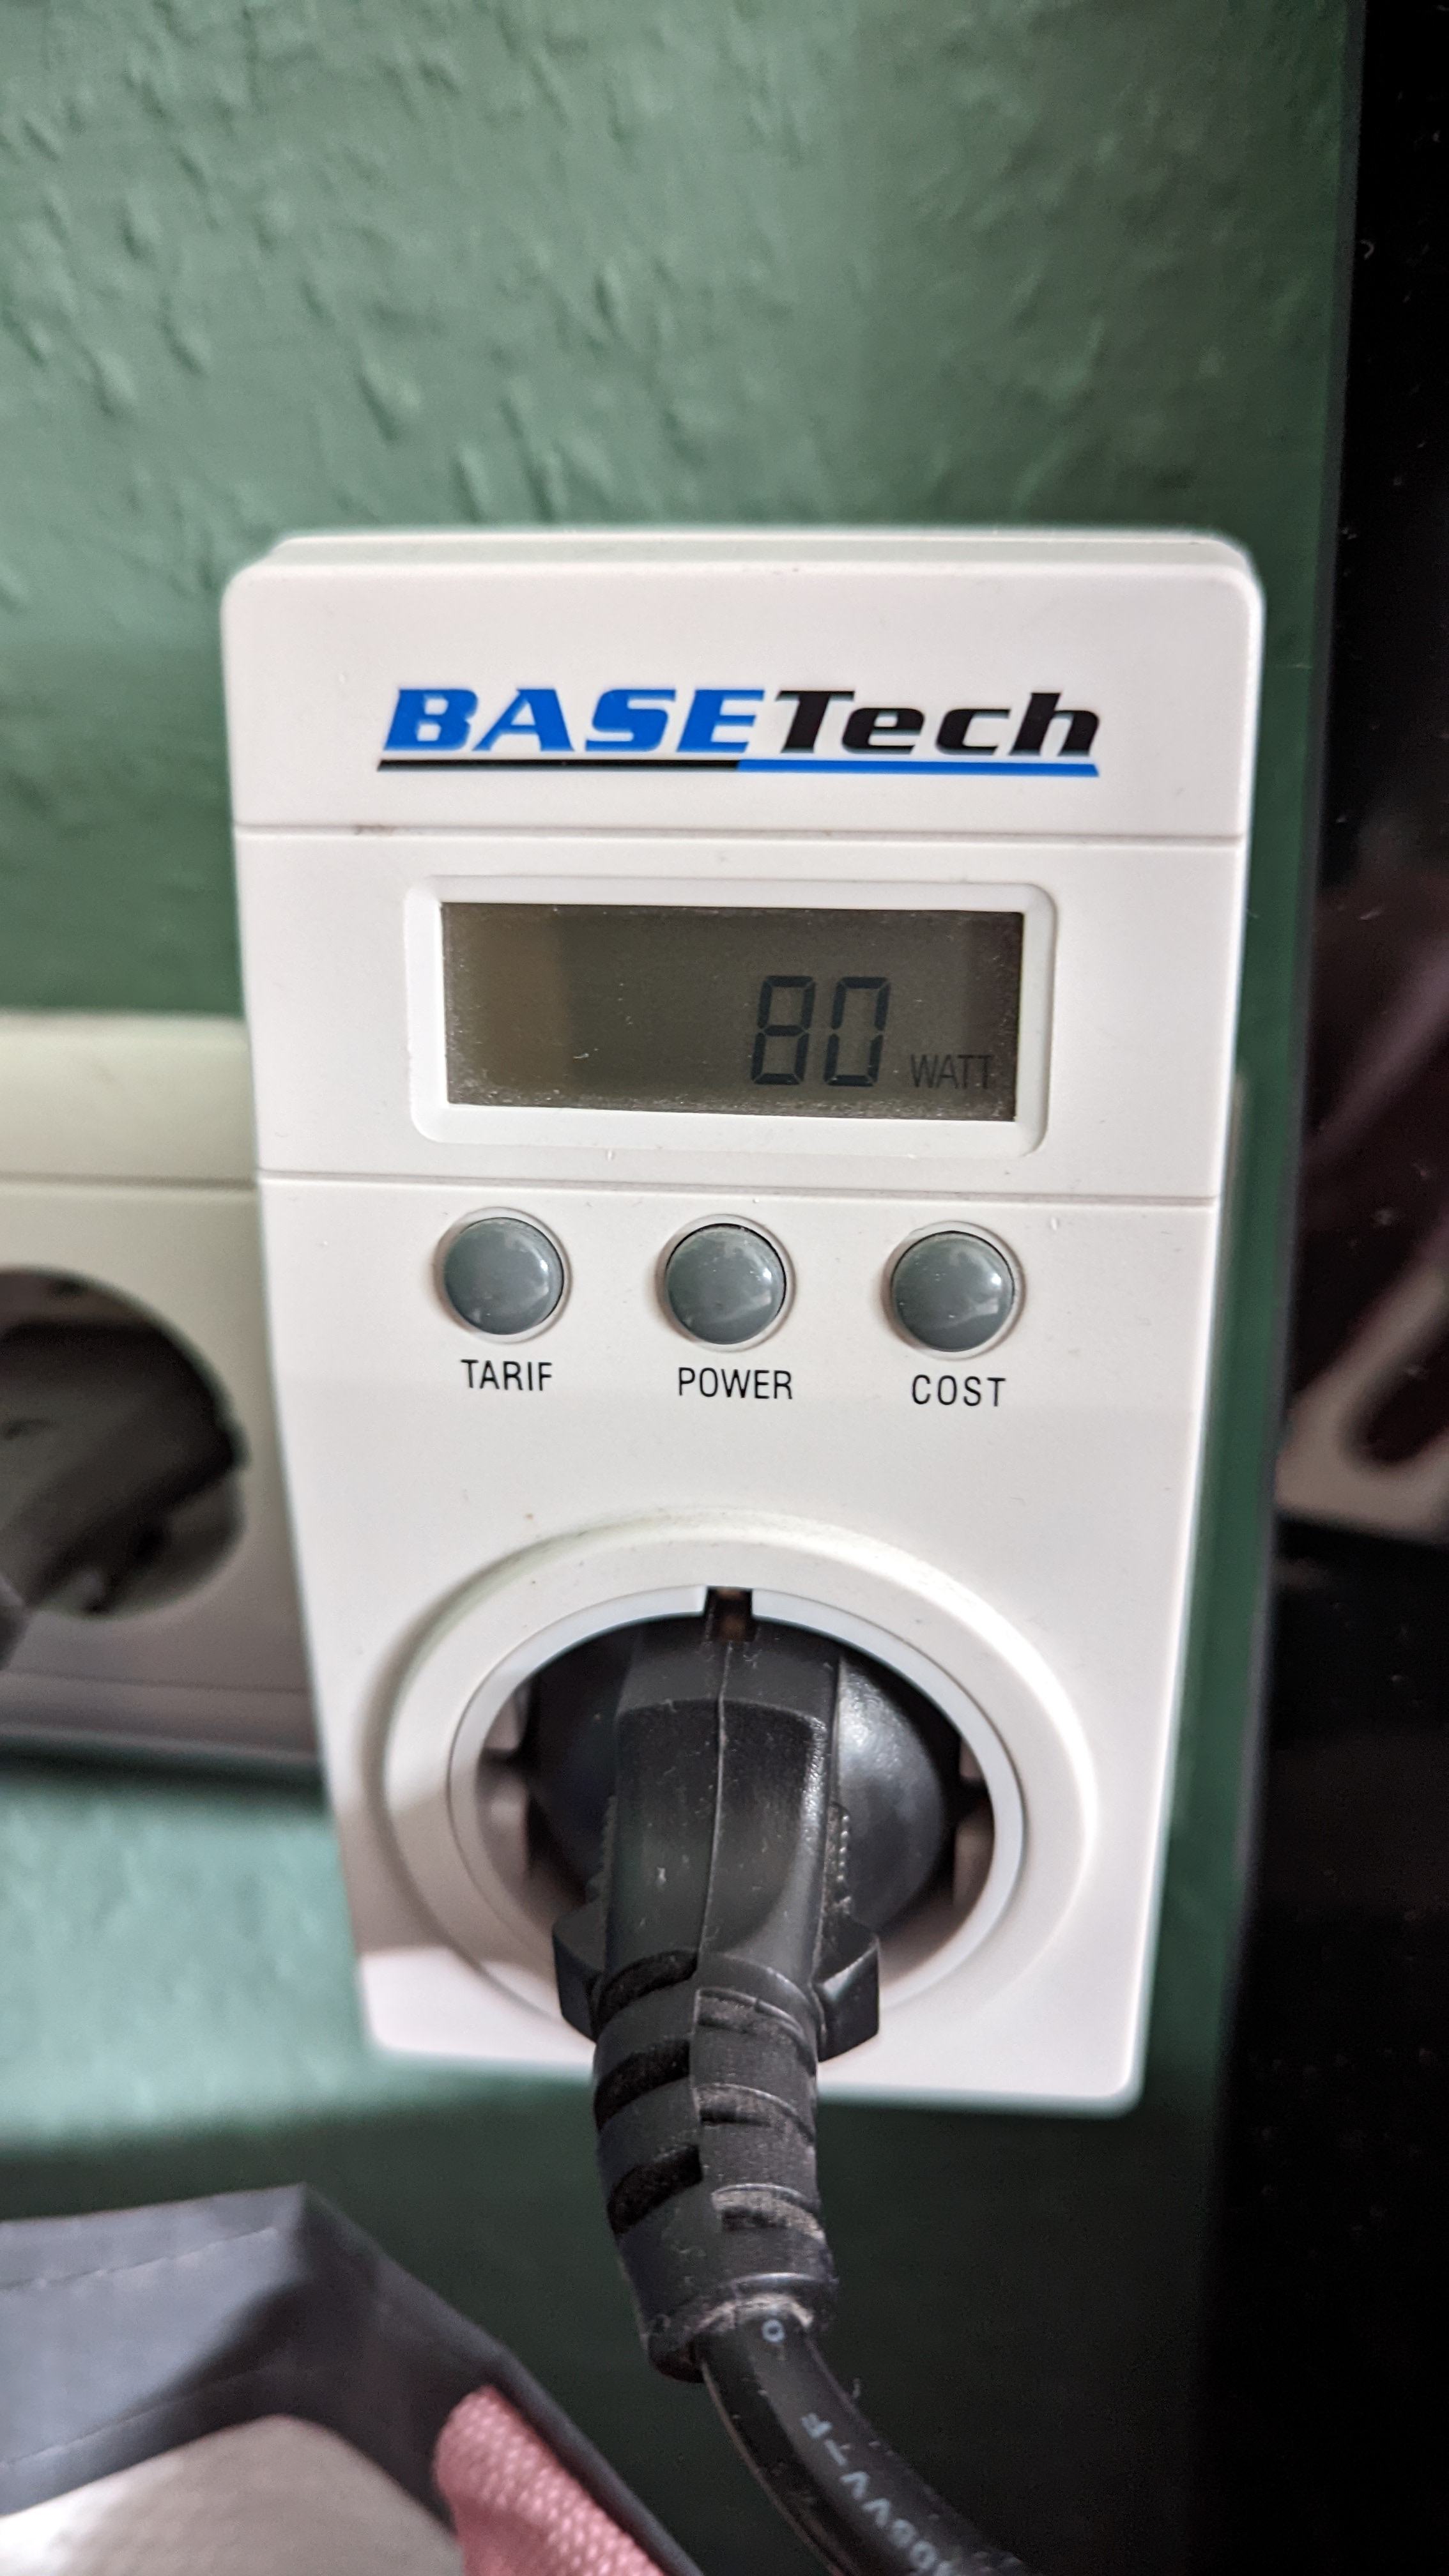 BASETech
80 WATT
TARIF POWER COST